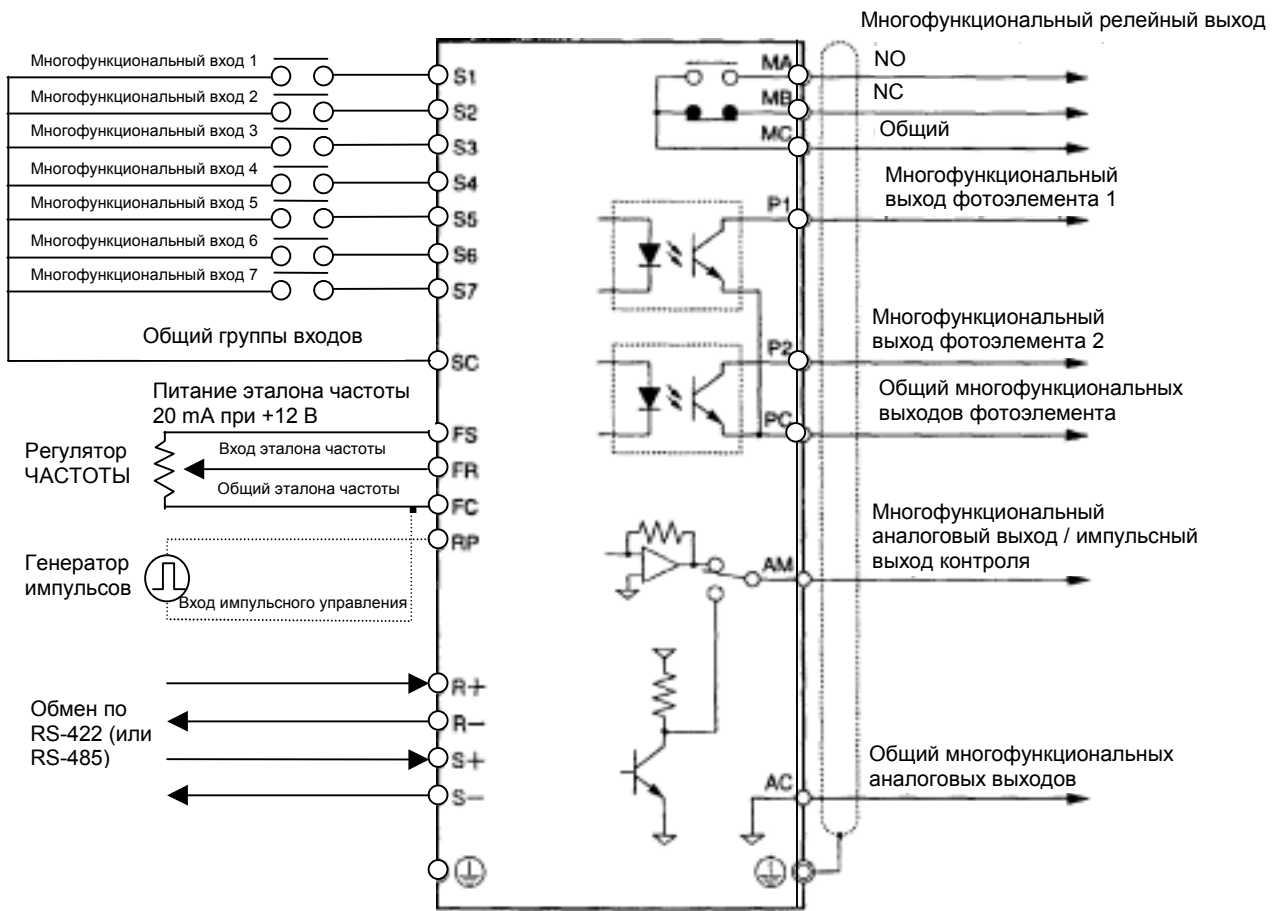 Многофункциональный релейный выход
Многофункциональный вход 1
S1
Многофункциональный вход 2
S2
Многофункциональный вход 3
S3
Многофункциональный вход 4
S4
Многофункциональный вход 5
S5
Многофункциональный вход 6
S6
Многофункциональный вход 7
S7
Общий группы входов
SC
Питание эталона частоты
20 mA при +12 В
FS
Регулятор
ЧАСТОТЫ
Вход эталона частоты
FR
Общий эталона частоты
FC
RP
Генератор
импульсов
Вход импульсного управления
Обмен по
RS-422 (или
RS-485)
R+
R−
S+
S−
MA
NO
MB
NC
MC
Общий
Многофункциональный
выход фотоэлемента 1
P1
Многофункциональный
выход фотоэлемента 2
P2
Общий многофункциональных
выходов фотоэлемента
PC
Многофункциональный
аналоговый выход / импульсный
выход контроля
AM
Общий многофункциональных
аналоговых выходов
AC